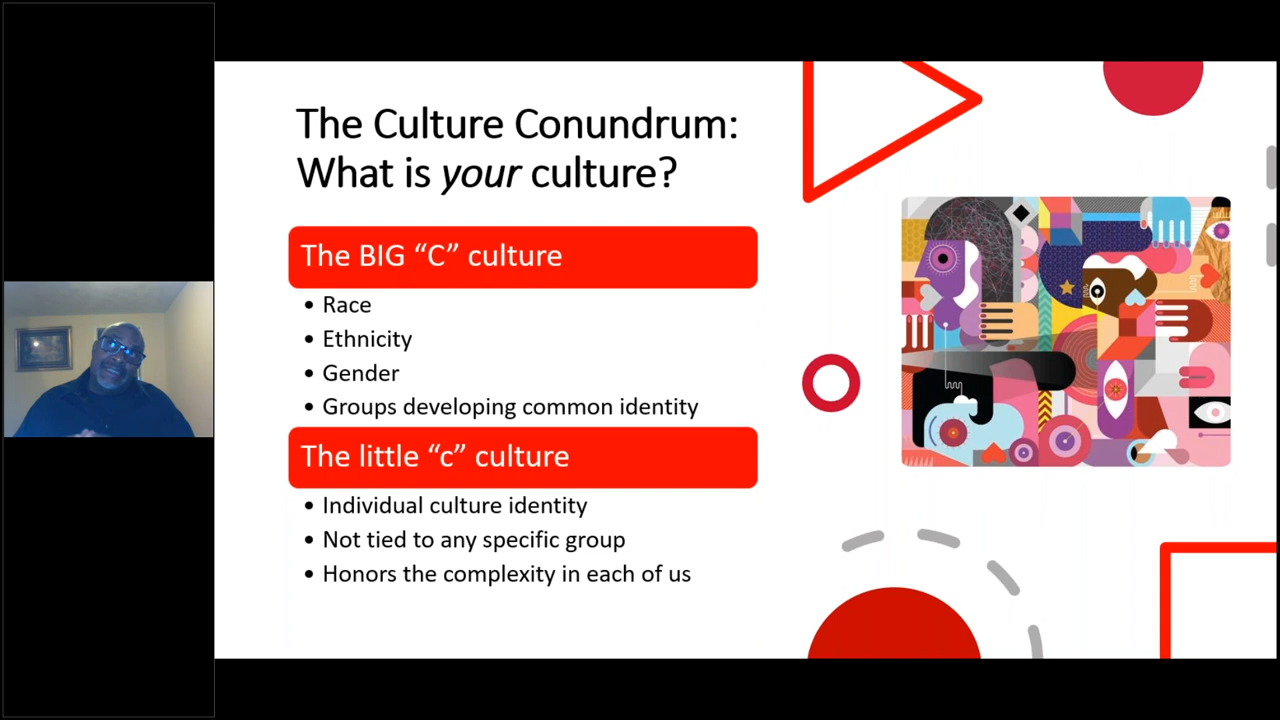 The Culture Conundrum:
What is your culture?
The BIG “C” culture
• Race
• Ethnicity
• Gender
• Groups developing common identity
The little “c” culture
• Individual culture identity
• Not tied to any specific group
• Honors the complexity in each of us